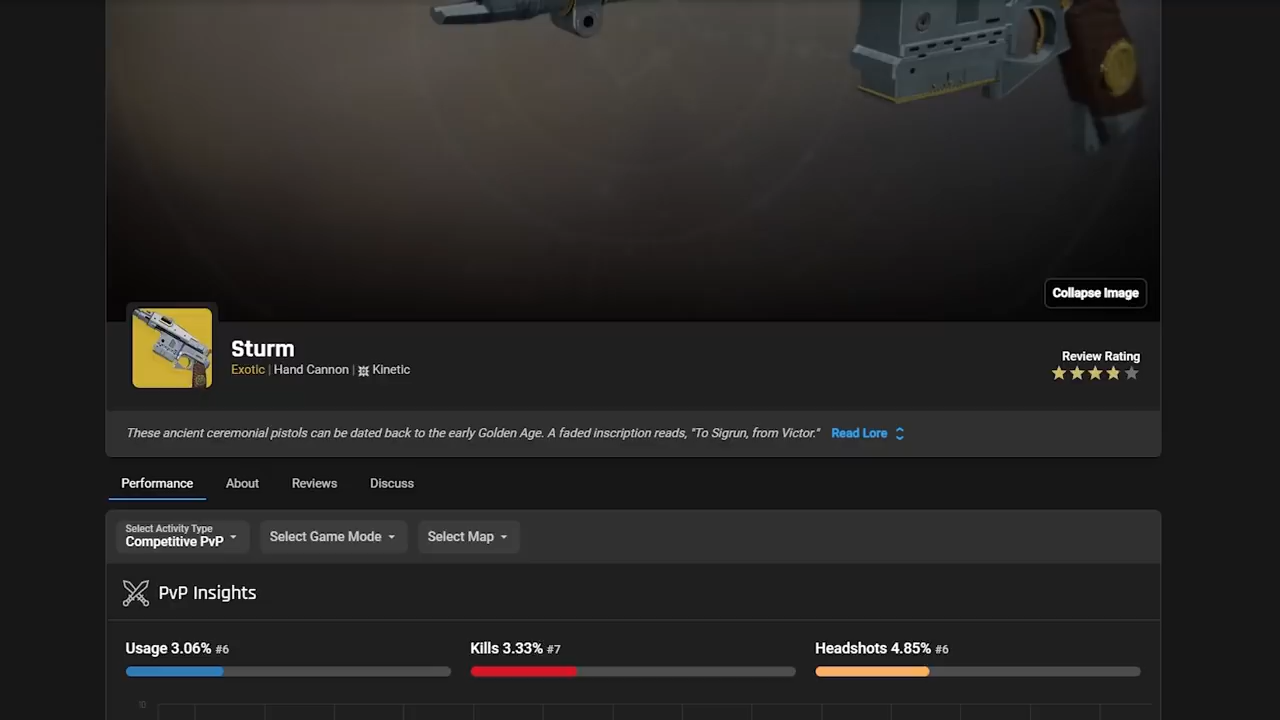 Collapse Image
Sturm
Exotic | Hand Cannon | Kinetic
Review Rating
These ancient ceremonial pistols can be dated back to the early Golden Age. A faded inscription reads, "To Sigrun, from Victor." Read Lore
Performance About Reviews Discuss
Select Activity Type
Competitive PvP Select Game Mode Select Map
PvP Insights
Usage 3.06% #6 Kills 3.33% #7 Headshots 4.85% #6
10